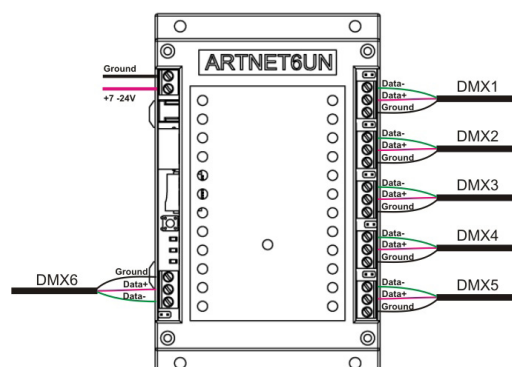 ARTNET6UN
Ground
+7 -24V
Data-
Data+
Ground
DMX1
Data-
Data+
Ground
DMX2
Data-
Data+
Ground
DMX3
Data-
Data+
Ground
DMX4
Data-
Data+
Ground
DMX5
DMX6
Ground
Data+
Data-